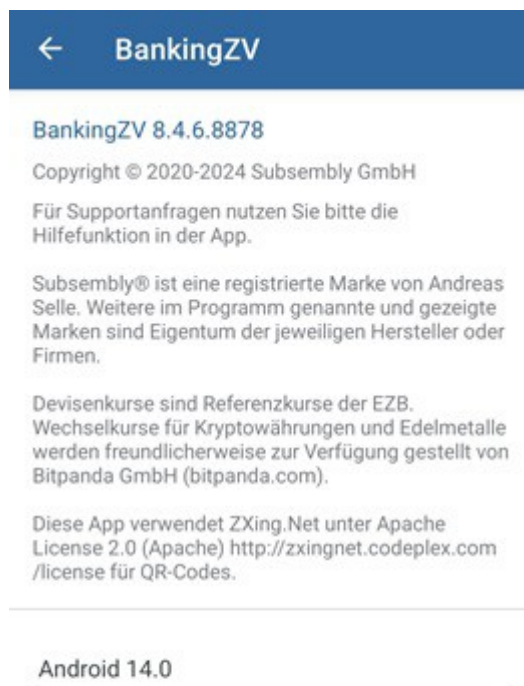 BankingZV
BankingZV 8.4.6.8878
Copyright © 2020-2024 Subsembly GmbH
Für Supportanfragen nutzen Sie bitte die
Hilfefunktion in der App.
Subsembly® ist eine registrierte Marke von Andreas
Selle. Weitere im Programm genannte und gezeigte
Marken sind Eigentum der jeweiligen Hersteller oder
Firmen.
Devisenkurse sind Referenzkurse der EZB.
Wechselkurse für Kryptowährungen und Edelmetalle
werden freundlicherweise zur Verfügung gestellt von
Bitpanda GmbH (bitpanda.com).
Diese App verwendet ZXing.Net unter Apache
License 2.0 (Apache) http://zxingnet.codeplex.com
/license für QR-Codes.
Android 14.0